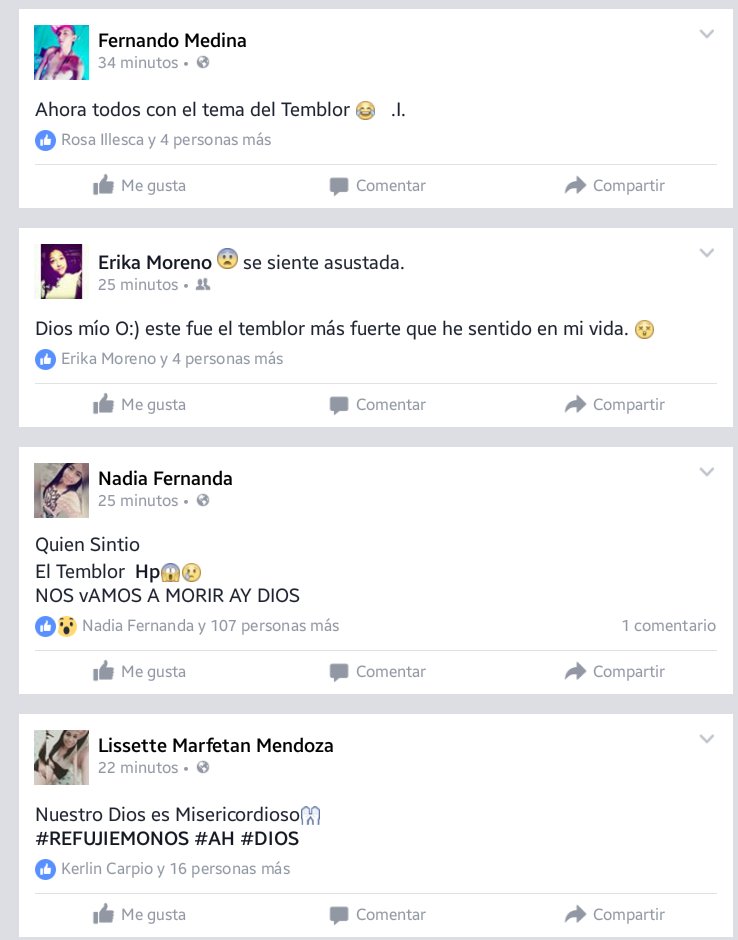 Fernando Medina
34 minutos •
Ahora todos con el tema del Temblor 😂 .I.
Rosa Illesca y 4 personas más
Me gusta Comentar Compartir
Erika Moreno 😨 se siente asustada.
25 minutos •
Dios mío O:) este fue el temblor más fuerte que he sentido en mi vida. 😵
Erika Moreno y 4 personas más
Me gusta Comentar Compartir
Nadia Fernanda
25 minutos •
Quien Sintio
El Temblor Hp😱😢
NOS vAMOS A MORIR AY DIOS
Nadia Fernanda y 107 personas más 1 comentario
Me gusta Comentar Compartir
Lissette Marfetan Mendoza
22 minutos •
Nuestro Dios es Misericordioso
#REFUJIEMONOS #AH #DIOS
Kerlin Carpio y 16 personas más
Me gusta Comentar Compartir